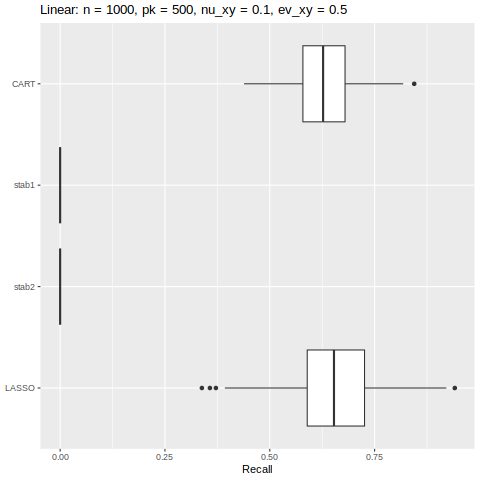 Linear: n = 1000, pk = 500, nu_xy = 0.1, ev_xy = 0.5
CART
stab1
stab2
LASSO
0.00 0.25 0.50 0.75
Recall